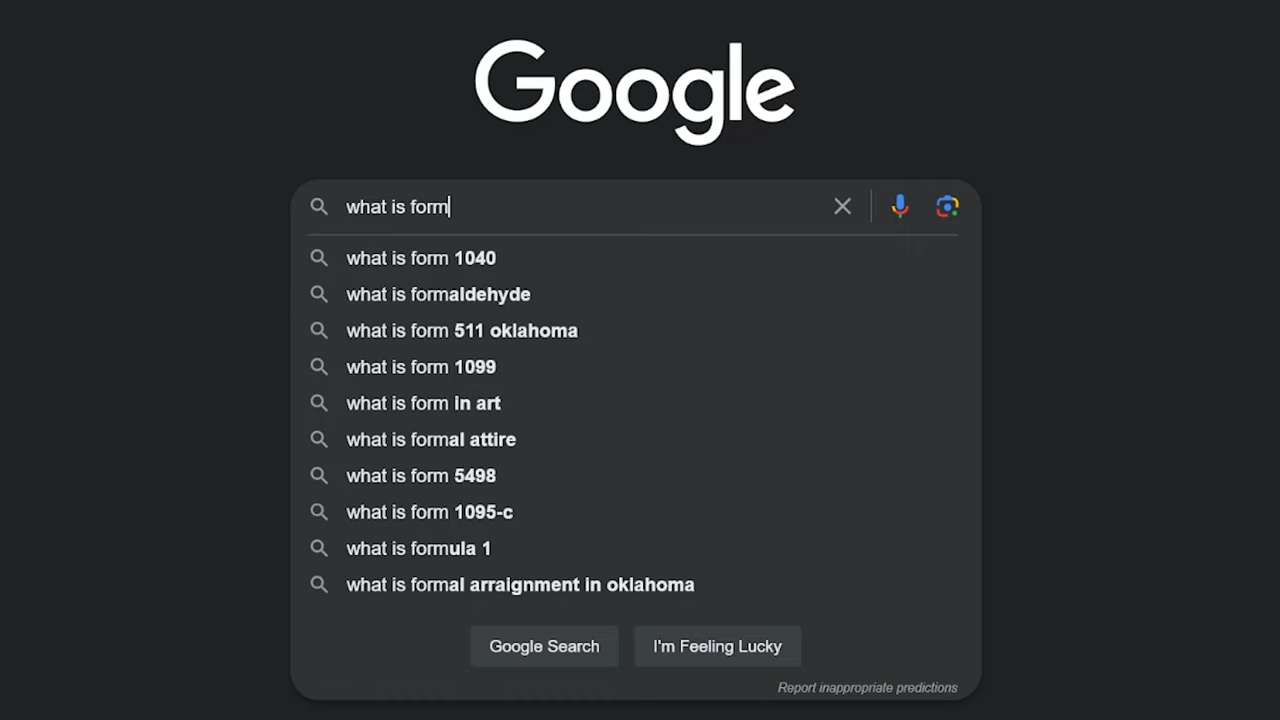 Google
what is form
what is form 1040
what is formaldehyde
what is form 511 oklahoma
what is form 1099
what is form in art
what is formal attire
what is form 5498
what is form 1095-c
what is formula 1
what is formal arraignment in oklahoma
Google Search
I'm Feeling Lucky
Report inappropriate predictions